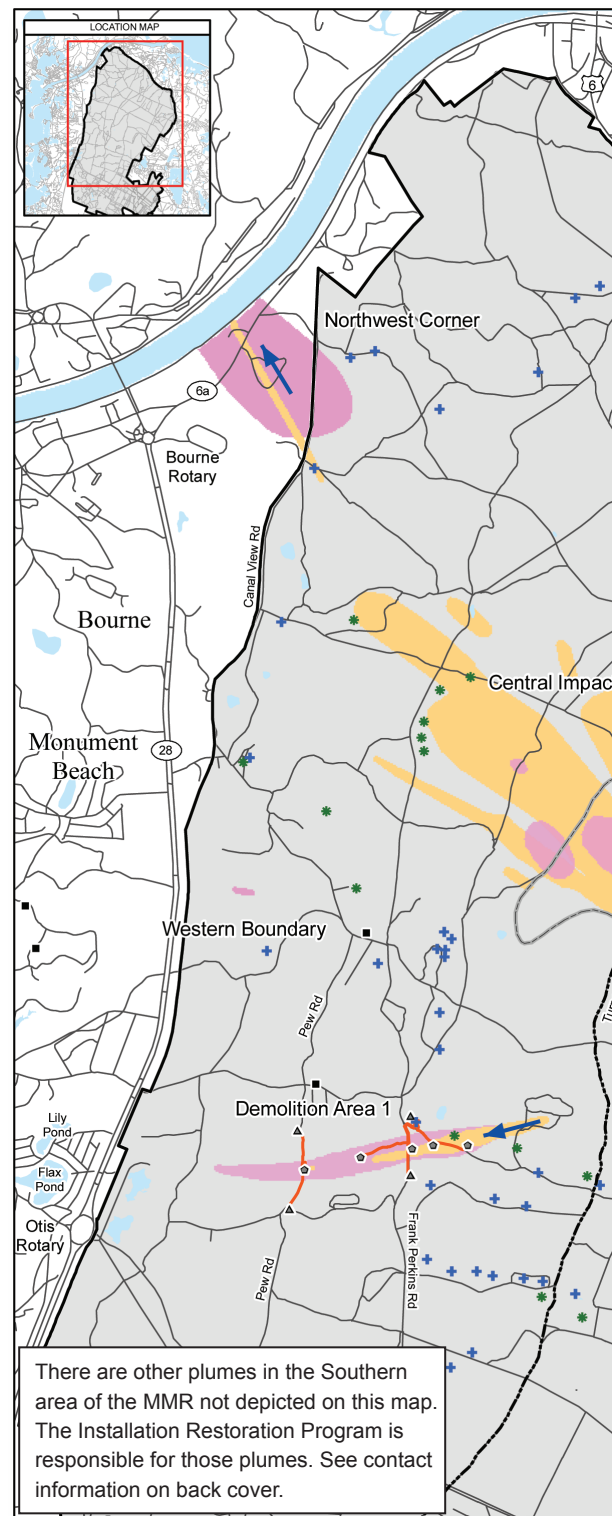 LOCATION MAP
6
Northwest Corner
6a
Bourne
Rotary
Canal View Rd
Bourne
Central Impac
Monument
Beach
28
Western Boundary
Pew Rd
Demolition Area 1
Lily
Pond
Flax
Pond
Otis
Rotary
Pew Rd
Frank Perkins Rd
There are other plumes in the Southern
area of the MMR not depicted on this map.
The Installation Restoration Program is
responsible for those plumes. See contact
information on back cover.